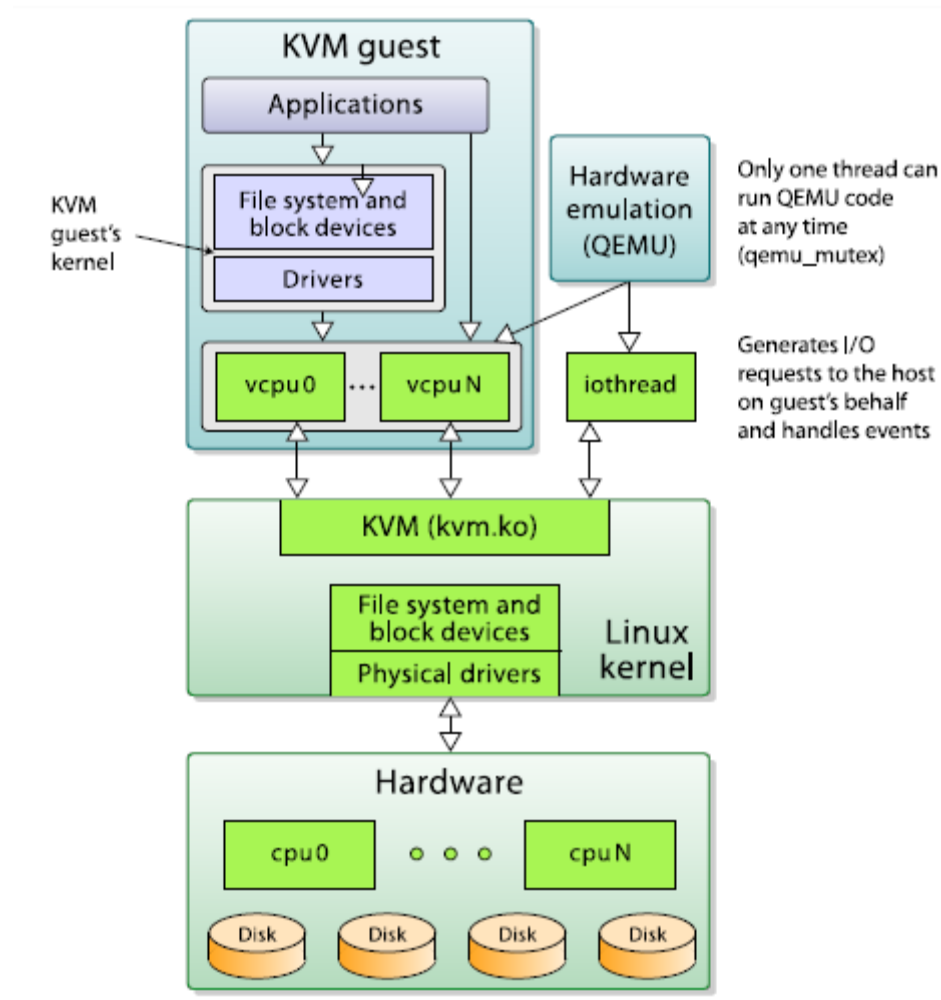 KVM guest
Applications
File system and
block devices
Drivers
KVM
guest's
kernel
vcpu0
...
vcpuN
Hardware
emulation
(QEMU)
Only one thread can
run QEMU code
at any time
(qemu_mutex)
iothread
Generates I/O
requests to the host
on guest's behalf
and handles events
KVM (kvm.ko)
File system and
block devices
Physical drivers
Linux
kernel
Hardware
cpu0
cpuN
Disk
Disk
Disk
Disk